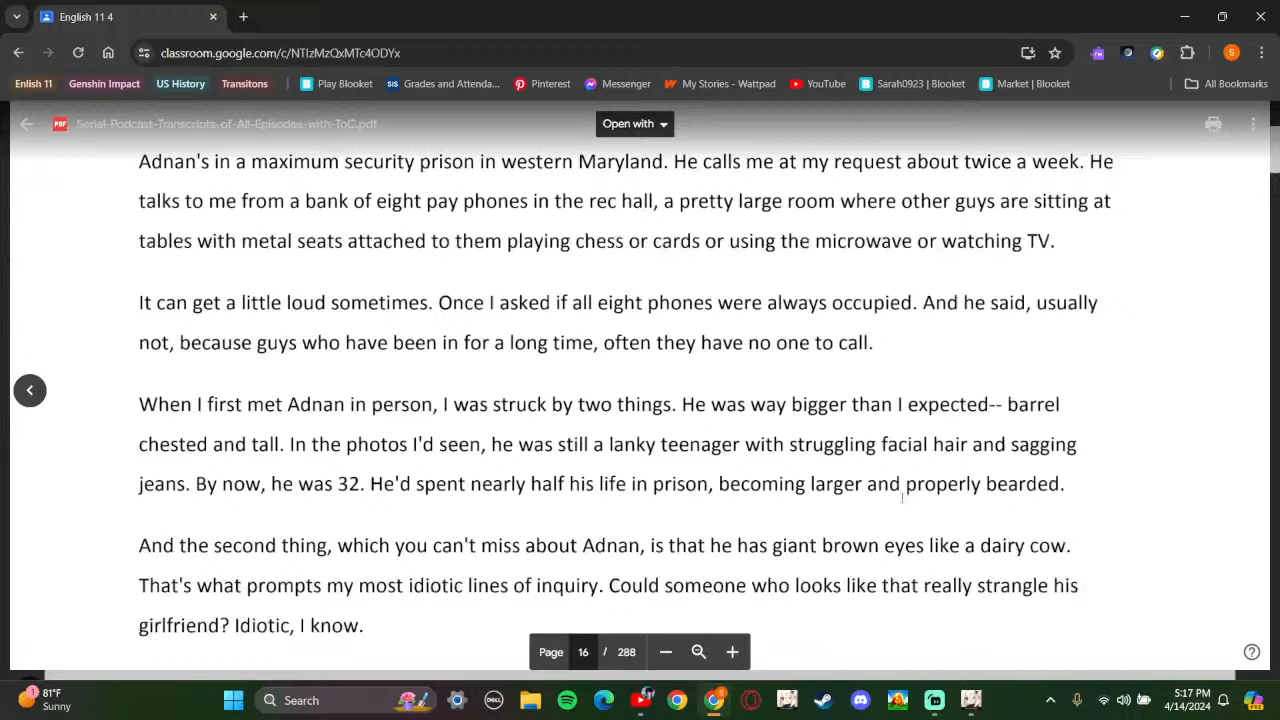 English 11 4
classroom.google.com/c/NTIzMzQxMTc4ODYx
S
Enlish 11
Genshin Impact
US History
Transitons
Play Blooket
SIS
Grades and Attenda...
Pinterest
Messenger
My Stories - Wattpad
YouTube
Sarah0923 | Blooket
Market | Blooket
All Bookmarks
PDF
Serial-Podcast-Transcripts-of-All-Episodes-with-ToC.pdf
Open with
Adnan's in a maximum security prison in western Maryland. He calls me at my request about twice a week. He
talks to me from a bank of eight pay phones in the rec hall, a pretty large room where other guys are sitting at
tables with metal seats attached to them playing chess or cards or using the microwave or watching TV.
It can get a little loud sometimes. Once I asked if all eight phones were always occupied. And he said, usually
not, because guys who have been in for a long time, often they have no one to call.
When I first met Adnan in person, I was struck by two things. He was way bigger than I expected-- barrel
chested and tall. In the photos I'd seen, he was still a lanky teenager with struggling facial hair and sagging
jeans. By now, he was 32. He'd spent nearly half his life in prison, becoming larger and properly bearded.
And the second thing, which you can't miss about Adnan, is that he has giant brown eyes like a dairy cow.
That's what prompts my most idiotic lines of inquiry. Could someone who looks like that really strangle his
girlfriend? Idiotic, I know.
Page 16 / 288
1
81°F
Sunny
Search
DELL
5:17 PM
4/14/2024